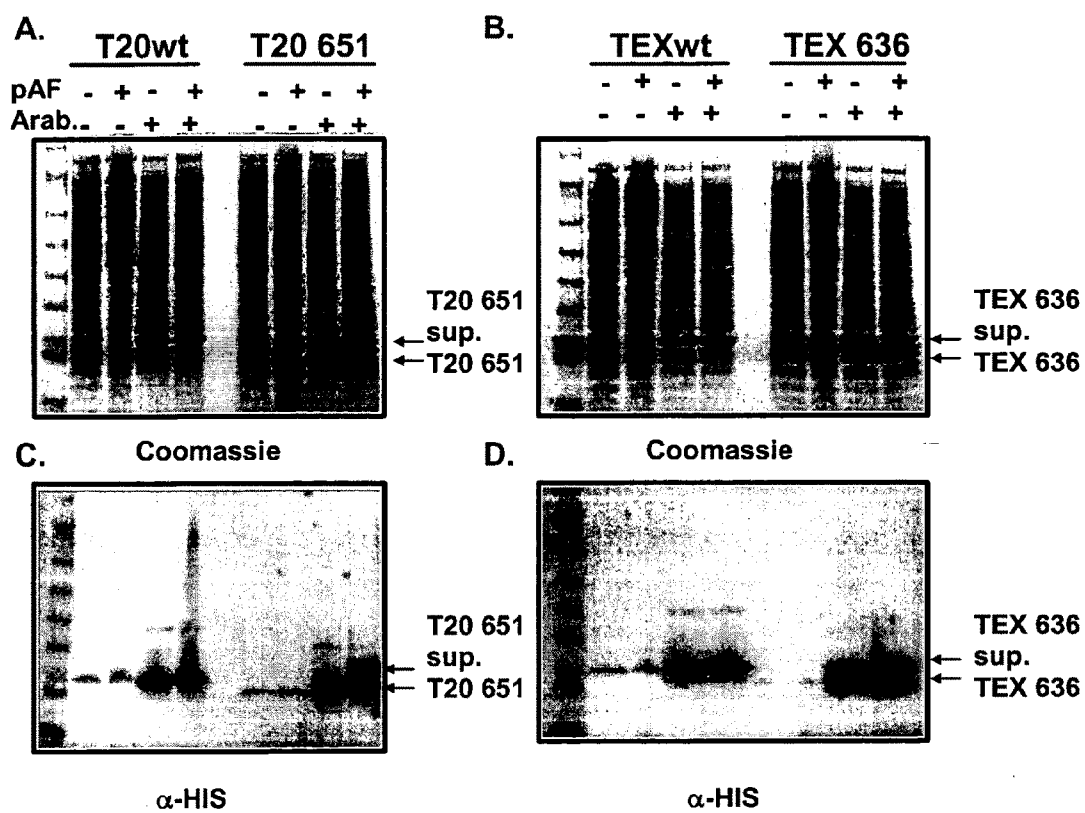 A.
T20wt T20 651
pAF - + - + - + - +
Arab. - - + + - - + +
T20 651
sup.
T20 651
Coomassie
B.
TEXwt TEX 636
- + - + - + - +
- - + + - - + +
TEX 636
sup.
TEX 636
Coomassie
C.
T20 651
sup.
T20 651
α-HIS
D.
TEX 636
sup.
TEX 636
α-HIS